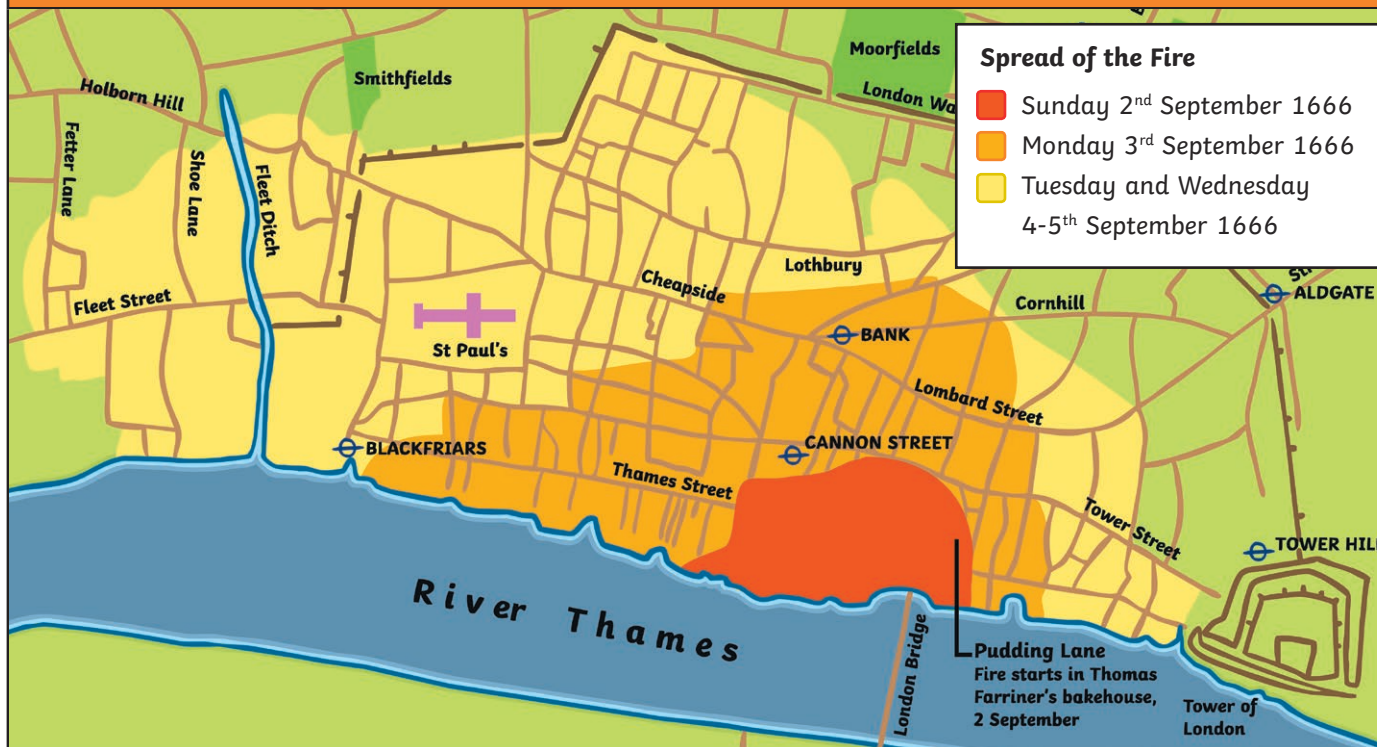 Moorfields
Smithfields
Holborn Hill
London Wa
Spread of the Fire
Sunday 2nd September 1666
Monday 3rd September 1666
Tuesday and Wednesday
4-5th September 1666
Fetter Lane
Shoe Lane
Fleet Ditch
Lothbury
Cheapside
Cornhill
ALDGATE
Fleet Street
St Paul's
BANK
Lombard Street
BLACKFRIARS
CANNON STREET
Thames Street
Tower Street
TOWER HIL
River Thames
London Bridge
Pudding Lane
Fire starts in Thomas
Farriner's bakehouse,
2 September
Tower of
London